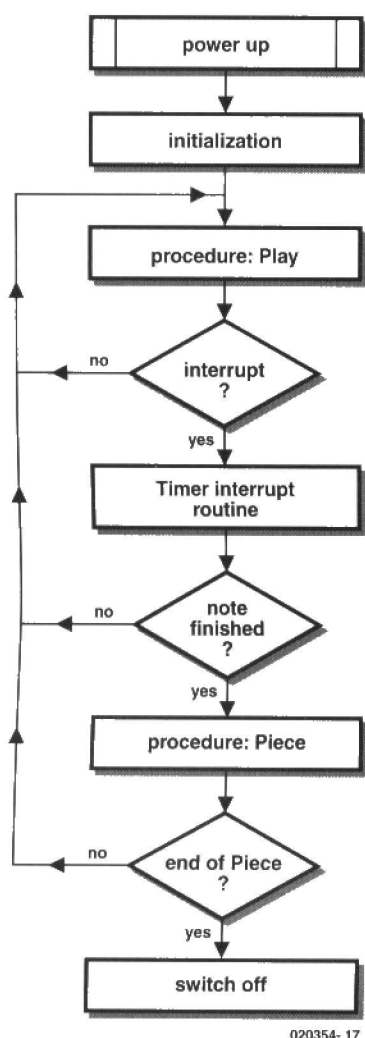 power up
initialization
procedure: Play
interrupt
?
no
yes
Timer interrupt
routine
note
finished
?
no
yes
procedure: Piece
end of Piece
?
no
yes
switch off
020354- 17